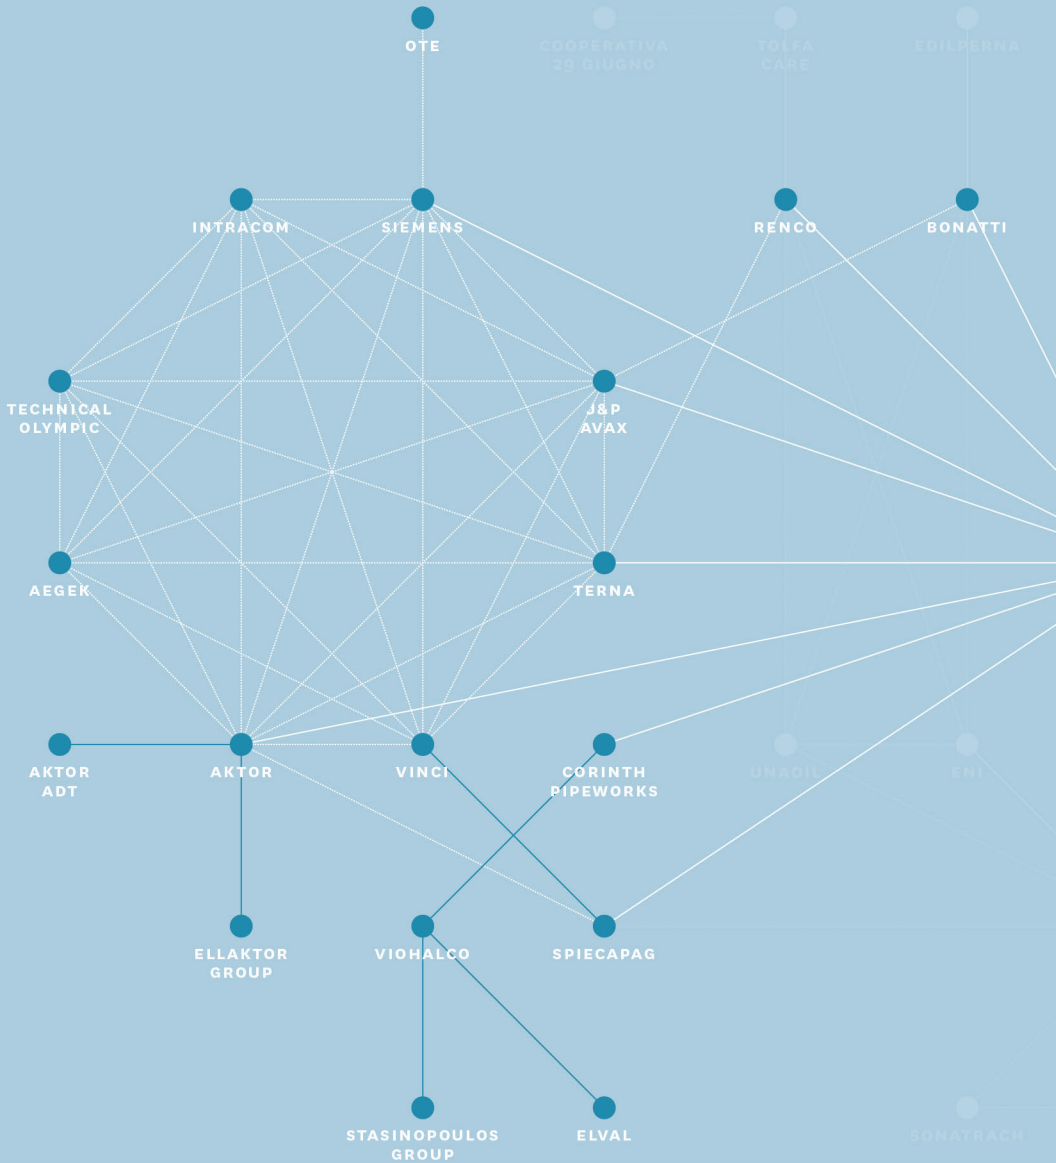 OTE
COOPERATIVA
29 GIUGNO
TOLFA
CARE
EDILPERNA
INTRACOM
SIEMENS
RENCO
BONATTI
TECHNICAL
OLYMPIC
J&P
AVAX
AEGEK
TERNA
AKTOR
ADT
AKTOR
VINCI
CORINTH
PIPEWORKS
UNAOIL
ENI
ELLAKTOR
GROUP
VIOHALCO
SPIECAPAG
STASINOPOULOS
GROUP
ELVAL
SONATRACH